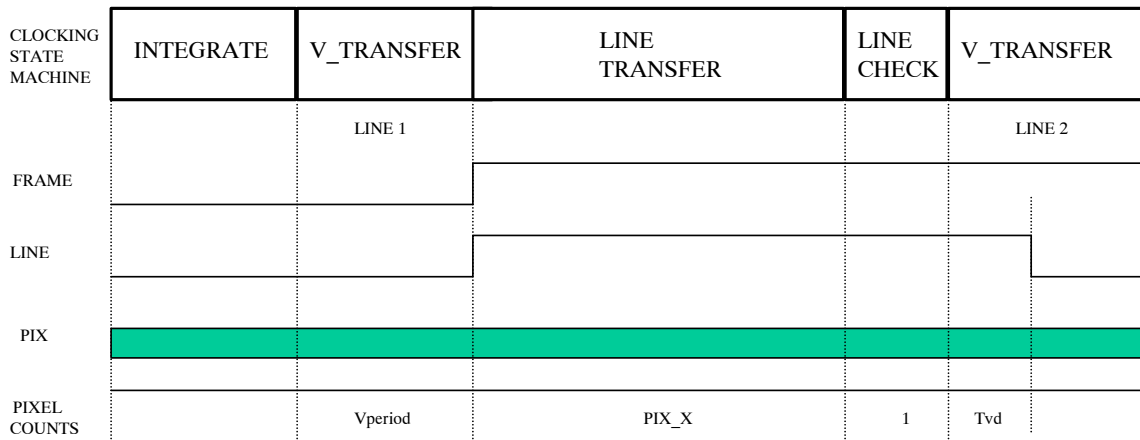 CLOCKING
STATE
MACHINE
INTEGRATE
V_TRANSFER
LINE
TRANSFER
LINE
CHECK
V_TRANSFER
LINE 1
LINE 2
FRAME
LINE
PIX
PIXEL
COUNTS
Vperiod
PIX_X
1
Tvd